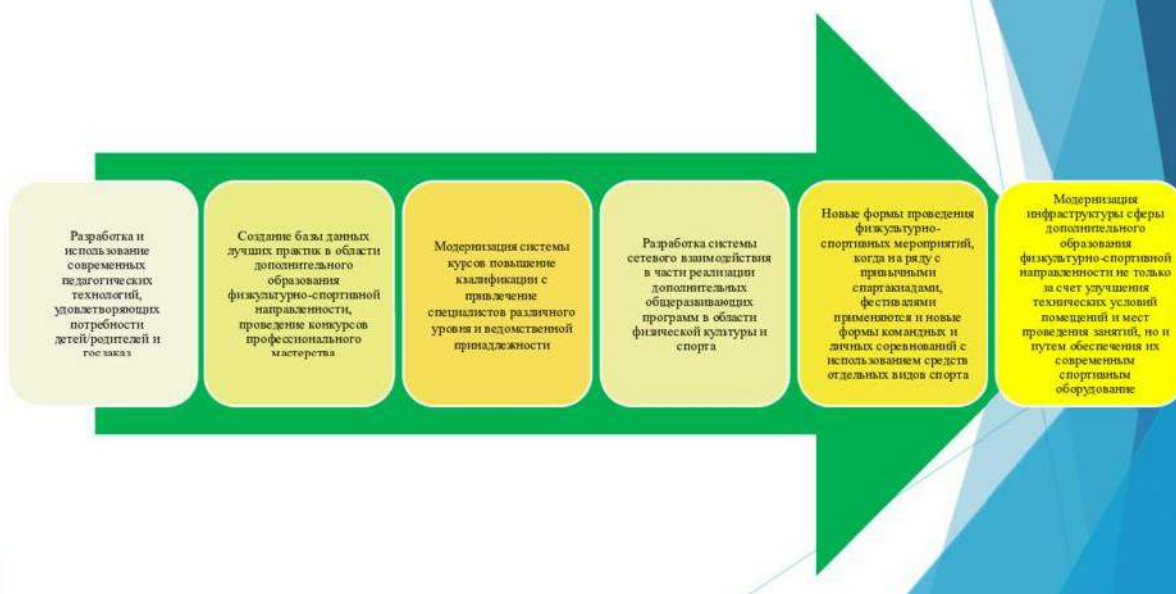 Разработка и
использование
современных
педагогических
технологий,
удовлетворяющих
потребности
детей/родителей и
госзаказ
Создание базы данных
лучших практик в области
дополнительного
образования
физкультурно-спортивной
направленности,
проведение конкурсов
профессионального
мастерства
Модернизация системы
курсов повышение
квалификации с
привлечение
специалистов различного
уровня и ведомственной
принадлежности
Разработка системы
сетевого взаимодействия
в части реализации
дополнительных
общеразвивающих
программ в области
физической культуры и
спорта
Новые формы проведения
физкультурно-
спортивных мероприятий,
когда на ряду с
привычными
спартакиадами,
фестивалями
применяются и новые
формы командных и
личных соревнований с
использованием средств
отдельных видов спорта
Модернизация
инфраструктуры сферы
дополнительного
образования
физкультурно-спортивной
направленности не только
за счет улучшения
технических условий
помещений и мест
проведения занятий, но и
путем обеспечения их
современным
спортивным
оборудование